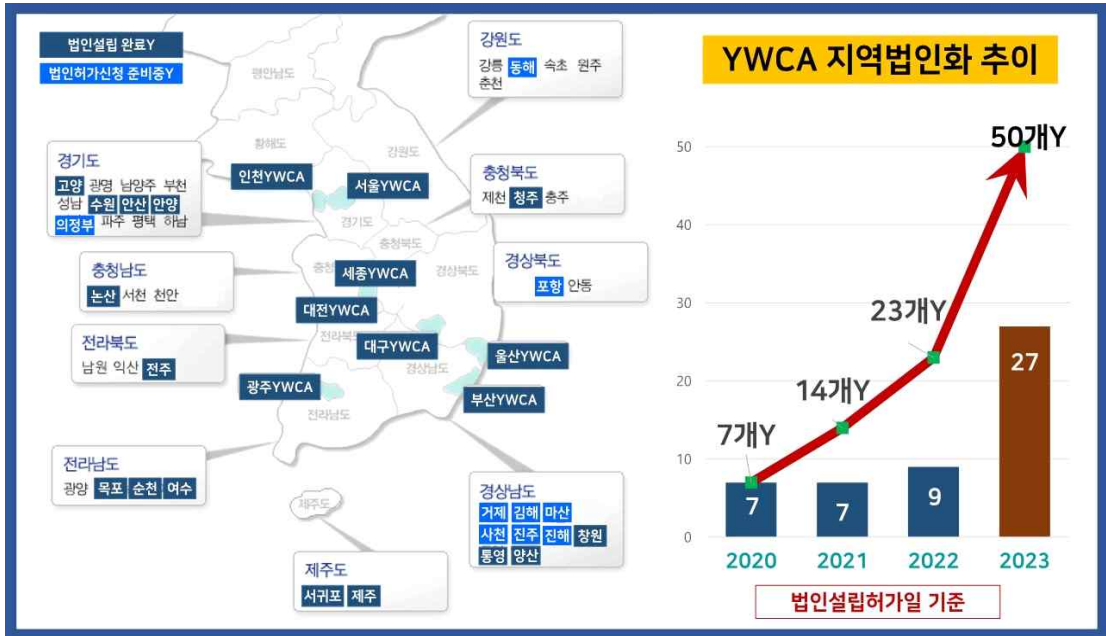 법인설립 완료Y
법인허가신청 준비중Y
평안남도
황해도
강원도
경기도
충청북도
충청
경상북도
전라북도
경상남도
전라남도
제주도
강원도
강릉 동해 속초 원주
춘천
경기도
고양 광명 남양주 부천
성남 수원 안산 안양
의정부 파주 평택 하남
인천YWCA
서울YWCA
충청북도
제천 청주 충주
충청남도
논산 서천 천안
세종YWCA
경상북도
포항 안동
대전YWCA
전라북도
남원 익산 전주
대구YWCA
울산YWCA
광주YWCA
부산YWCA
전라남도
광양 목포 순천 여수
경상남도
거제 김해 마산
사천 진주 진해 창원
통영 양산
제주도
서귀포 제주
YWCA 지역법인화 추이
50개Y
23개Y
14개Y
7개Y
50
40
30
20
10
0
7
7
9
27
2020 2021 2022 2023
법인설립허가일 기준